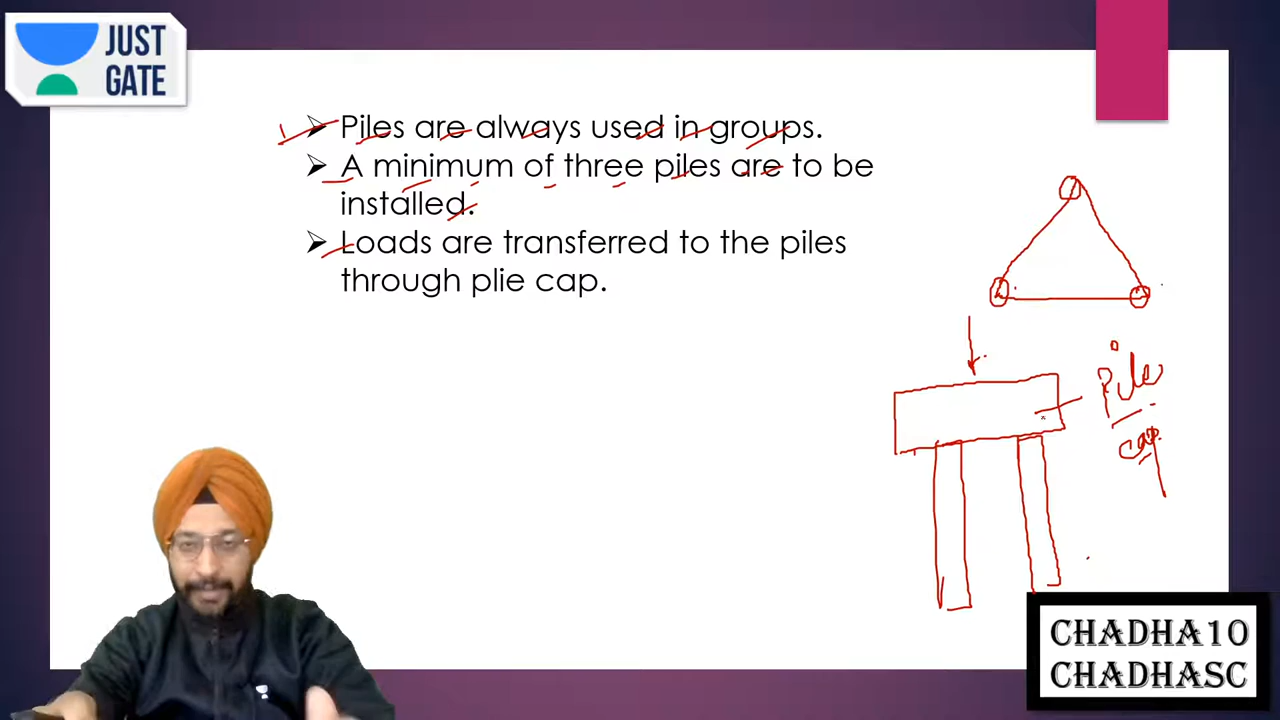 JUST
GATE
Piles are always used in groups.
A minimum of three piles are to be
installed.
Loads are transferred to the piles
through plie cap.
Pile
cap
CHADHA10
CHADHASC